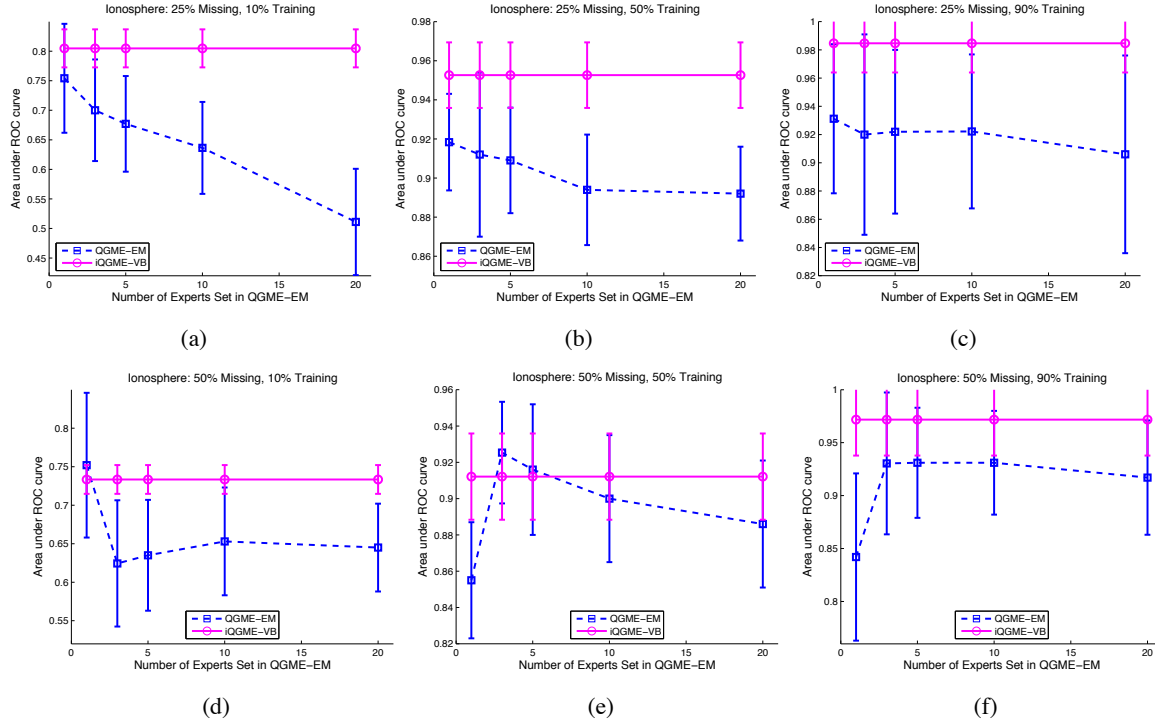 Ionosphere: 25% Missing, 10% Training
Area under ROC curve
0.8
0.75
0.7
0.65
0.6
0.55
0.5
0.45
QGME−EM
iQGME−VB
0 5 10 15 20
Number of Experts Set in QGME−EM
(a)
Ionosphere: 25% Missing, 50% Training
Area under ROC curve
0.98
0.96
0.94
0.92
0.9
0.88
0.86
QGME−EM
iQGME−VB
0 5 10 15 20
Number of Experts Set in QGME−EM
(b)
Ionosphere: 25% Missing, 90% Training
Area under ROC curve
1
0.98
0.96
0.94
0.92
0.9
0.88
0.86
0.84
0.82
QGME−EM
iQGME−VB
0 5 10 15 20
Number of Experts Set in QGME−EM
(c)
Ionosphere: 50% Missing, 10% Training
Area under ROC curve
0.8
0.75
0.7
0.65
0.6
0.55
QGME−EM
iQGME−VB
0 5 10 15 20
Number of Experts Set in QGME−EM
(d)
Ionosphere: 50% Missing, 50% Training
Area under ROC curve
0.96
0.94
0.92
0.9
0.88
0.86
0.84
0.82
QGME−EM
iQGME−VB
0 5 10 15 20
Number of Experts Set in QGME−EM
(e)
Ionosphere: 50% Missing, 90% Training
Area under ROC curve
1
0.95
0.9
0.85
0.8
QGME−EM
iQGME−VB
0 5 10 15 20
Number of Experts Set in QGME−EM
(f)